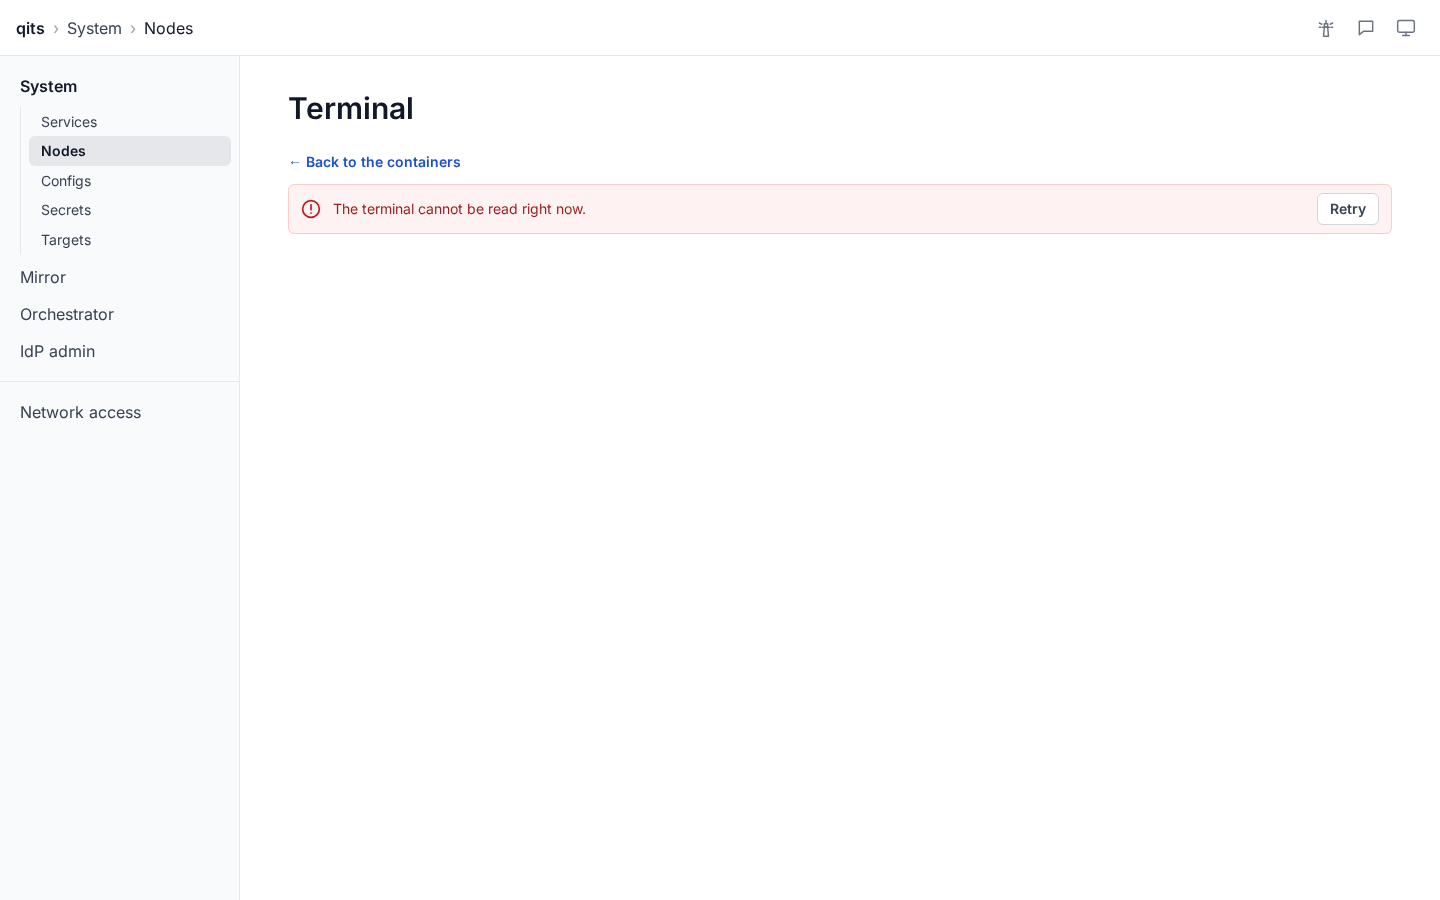 qits › System › Nodes
System
Services
Nodes
Configs
Secrets
Targets
Mirror
Orchestrator
IdP admin
Network access
Terminal
← Back to the containers
The terminal cannot be read right now.
Retry